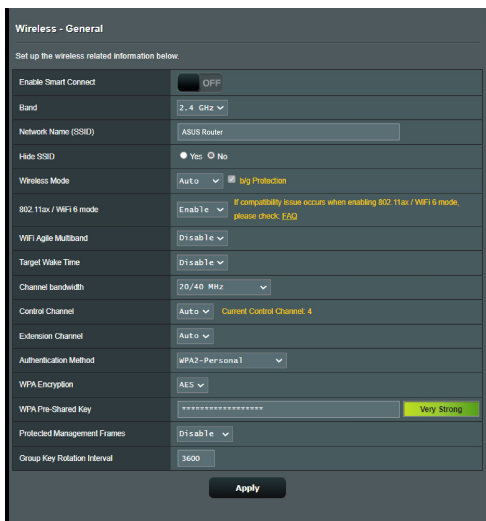 Wireless - General
Set up the wireless related information below.
Enable Smart Connect OFF
Band 2.4 GHz
Network Name (SSID) ASUS Router
Hide SSID Yes No
Wireless Mode Auto b/g Protection
802.11ax / WiFi 6 mode Enable If compatibility issue occurs when enabling 802.11ax / WiFi 6 mode,
please check: FAQ
WiFi Agile Multiband Disable
Target Wake Time Disable
Channel bandwidth 20/40 MHz
Control Channel Auto Current Control Channel: 4
Extension Channel Auto
Authentication Method WPA2-Personal
WPA Encryption AES
WPA Pre-Shared Key ****************** Very Strong
Protected Management Frames Disable
Group Key Rotation Interval 3600
Apply